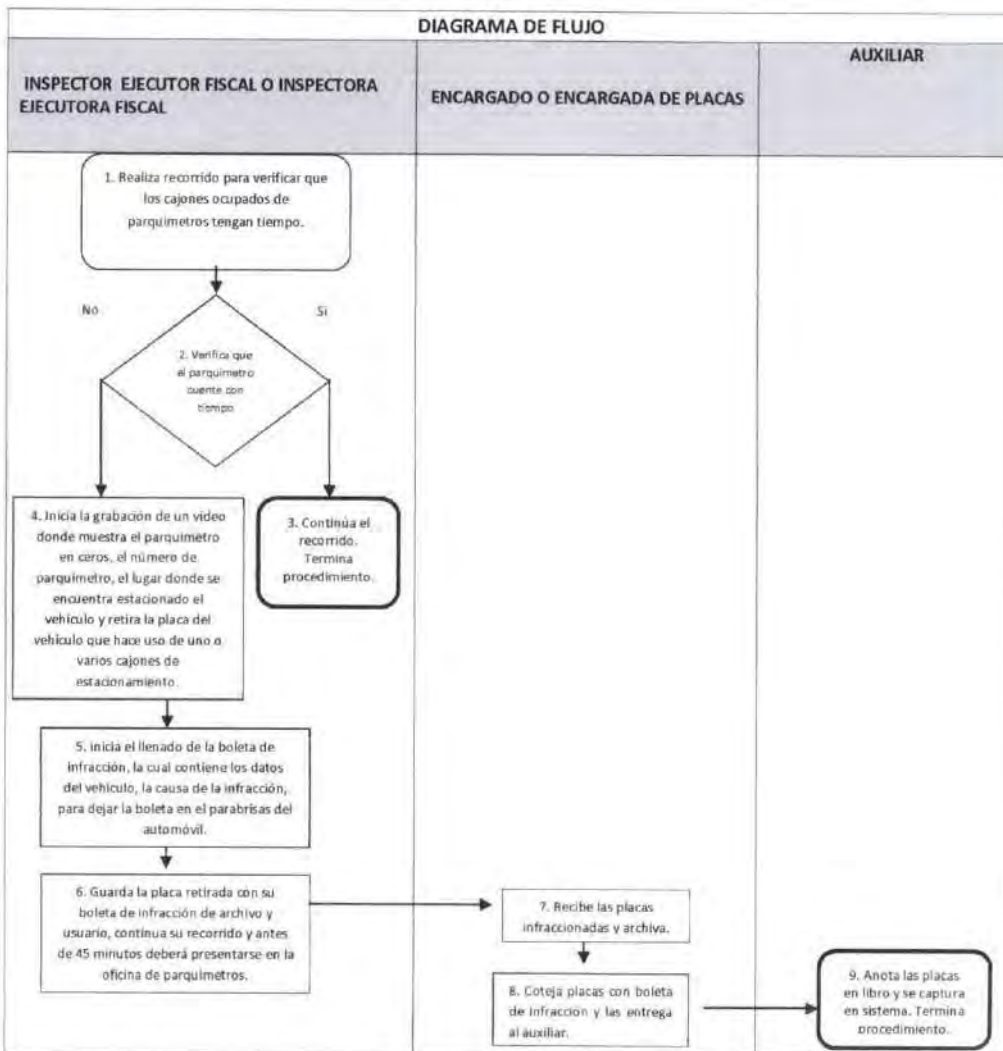 DIAGRAMA DE FLUJO
INSPECTOR EJECUTOR FISCAL O INSPECTORA
EJECUTORA FISCAL
ENCARGADO O ENCARGADA DE PLACAS
AUXILIAR
1. Realiza recorrido para verificar que
los cajones ocupados de
parquimetros tengan tiempo.
No
Si
2. Verifica que
el parquimetro
cuente con
tiempo
4. Inicia la grabación de un video
donde muestra el parquimetro
en ceros, el número de
parquimetro, el lugar donde se
encuentra estacionado el
vehículo y retira la placa del
vehículo que hace uso de uno o
varios cajones de
estacionamiento.
3. Continúa el
recorrido.
Termina
procedimiento.
5. inicia el llenado de la boleta de
infracción, la cual contiene los datos
del vehículo, la causa de la infracción,
para dejar la boleta en el parabrisas del
automóvil.
6. Guarda la placa retirada con su
boleta de infracción de archivo y
usuario, continua su recorrido y antes
de 45 minutos deberá presentarse en la
oficina de parquimetros.
7. Recibe las placas
infraccionadas y archiva.
8. Coteja placas con boleta
de infracción y las entrega
al auxiliar.
9. Anota las placas
en libro y se captura
en sistema. Termina
procedimiento.